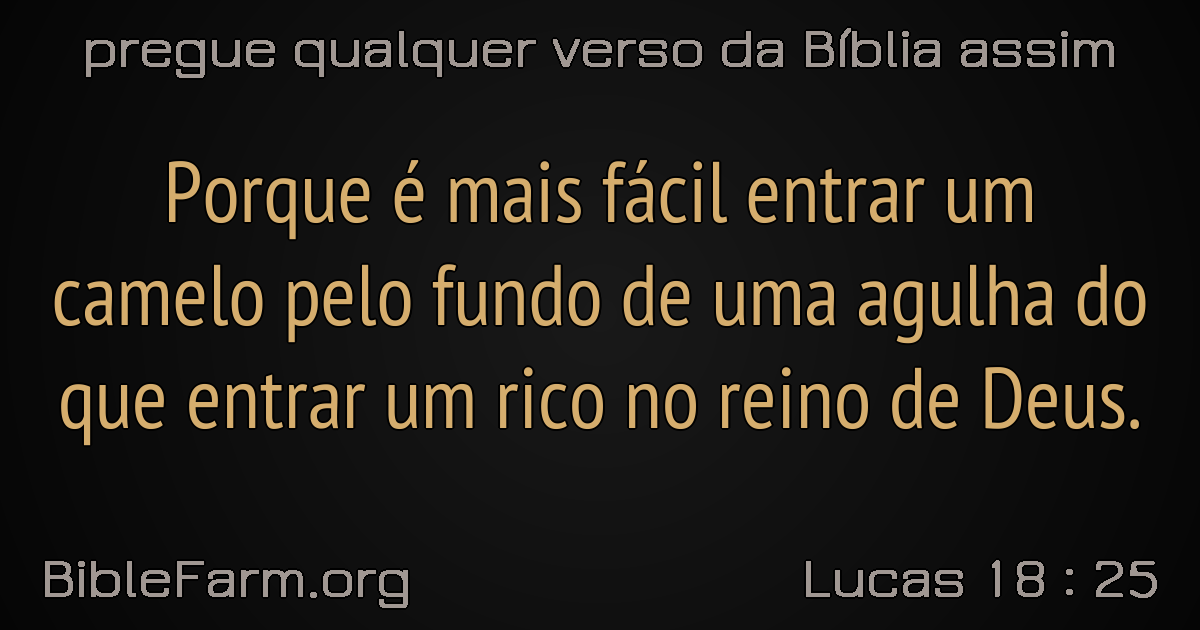 pregue qualquer verso da Bíblia assim
Porque é mais fácil entrar um
camelo pelo fundo de uma agulha do
que entrar um rico no reino de Deus.
BibleFarm.org
Lucas 18 : 25